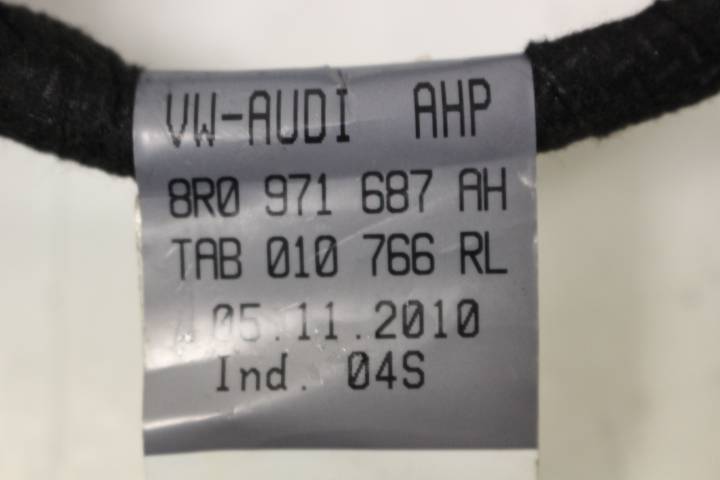 VW-AUDI AHP
8R0 971 687 AH
TAB 010 766 RL
05.11.2010
Ind. 04S